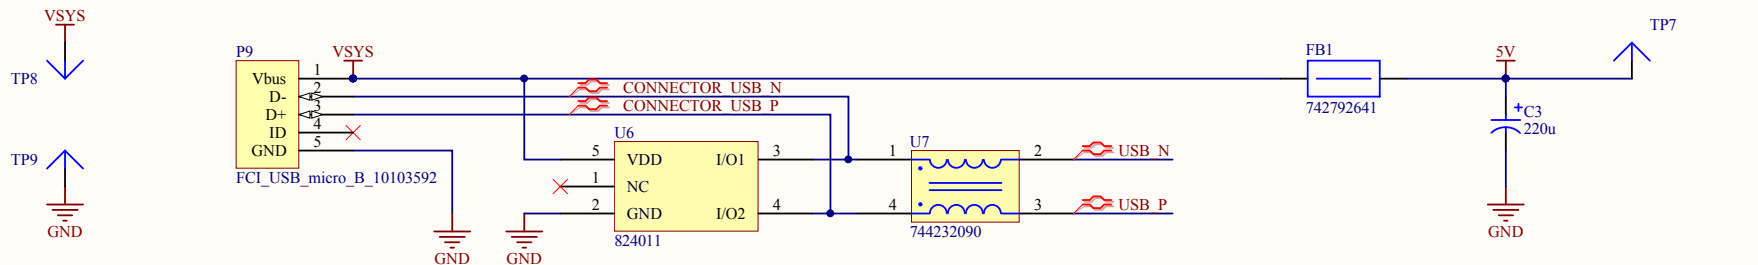 VSYS
TP8
TP9
GND
P9
VSYS
Vbus 1
D- 2
D+ 3
ID 4
GND 5
FCI_USB_micro_B_10103592
GND
CONNECTOR_USB_N
CONNECTOR_USB_P
U6
5 VDD I/O1 3
1 NC
2 GND I/O2 4
824011
GND
U7
1 2
4 3
744232090
USB_N
USB_P
FB1
742792641
5V
TP7
+
C3
220u
GND